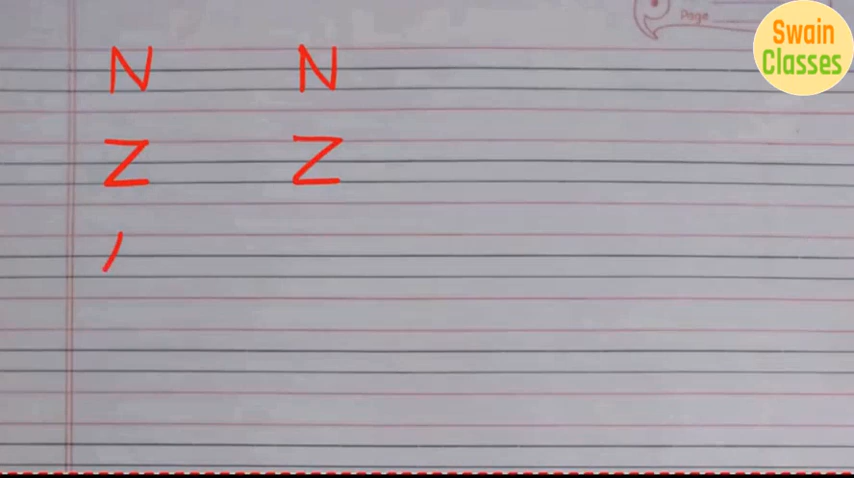 Page
Swain
Classes
N N
Z Z
/